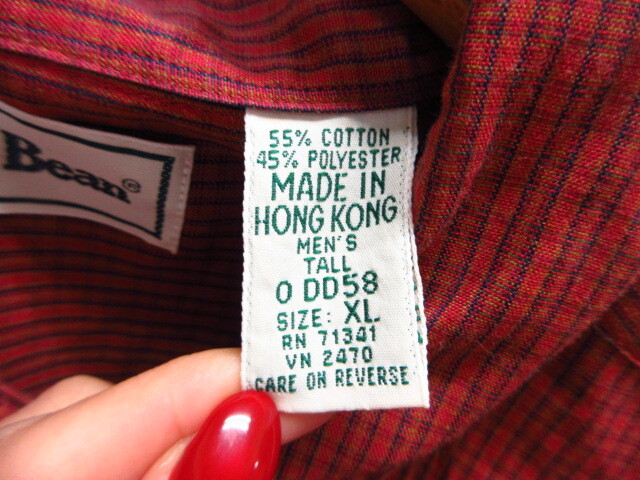 Bean®
55% COTTON
45% POLYESTER
MADE IN
HONG KONG
MEN'S
TALL
0 DD58
SIZE: XL
RN 71341
VN 2470
CARE ON REVERSE